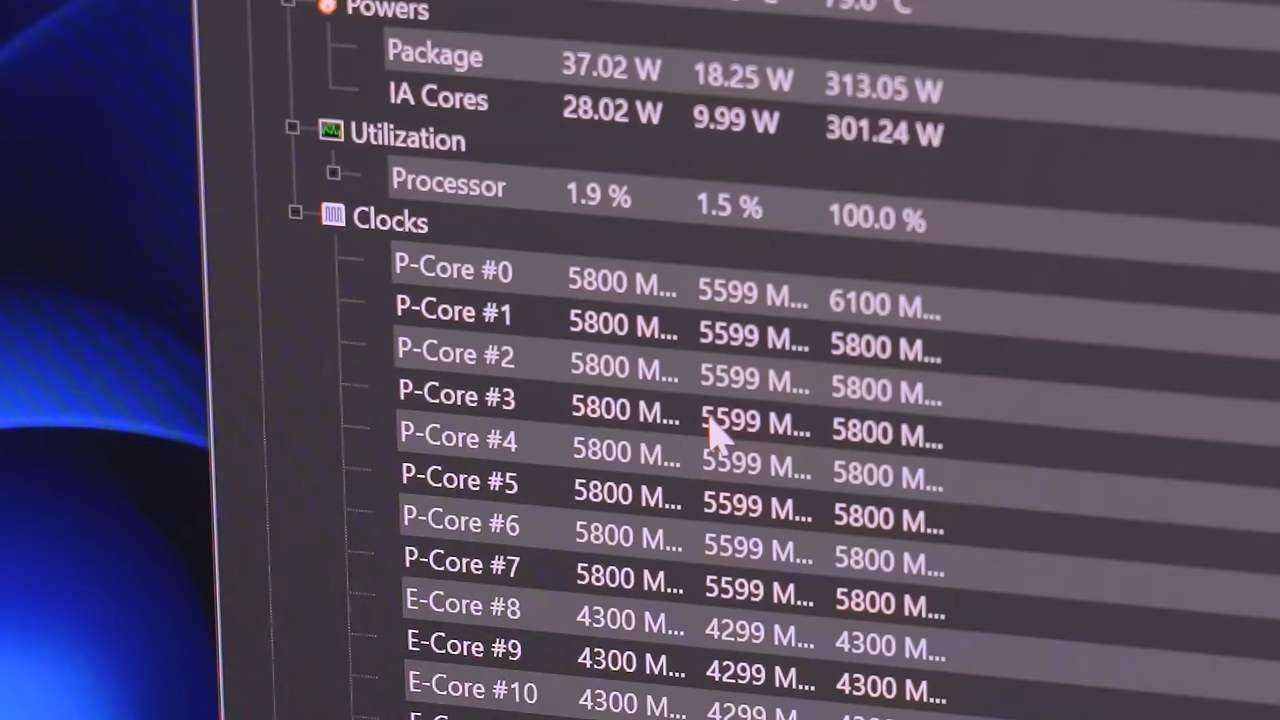 Powers
Package 37.02 W 18.25 W 313.05 W
IA Cores 28.02 W 9.99 W 301.24 W
Utilization
Processor 1.9 % 1.5 % 100.0 %
Clocks
P-Core #0 5800 M... 5599 M... 6100 M...
P-Core #1 5800 M... 5599 M... 5800 M...
P-Core #2 5800 M... 5599 M... 5800 M...
P-Core #3 5800 M... 5599 M... 5800 M...
P-Core #4 5800 M... 5599 M... 5800 M...
P-Core #5 5800 M... 5599 M... 5800 M...
P-Core #6 5800 M... 5599 M... 5800 M...
P-Core #7 5800 M... 5599 M... 5800 M...
E-Core #8 4300 M... 4299 M... 4300 M...
E-Core #9 4300 M... 4299 M... 4300 M...
E-Core #10 4300 M... 4299 M...